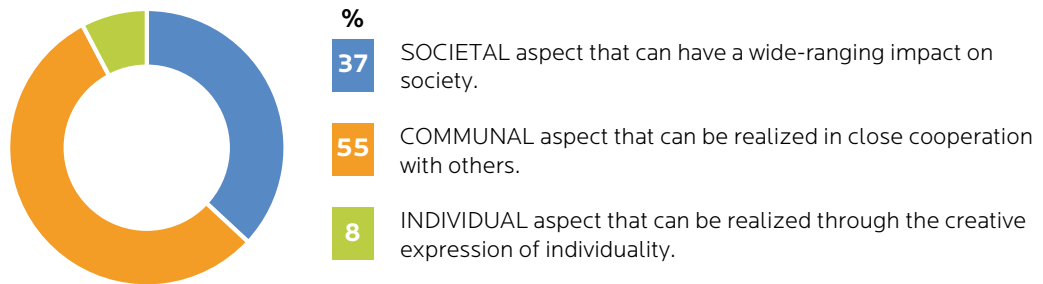 %
37
SOCIETAL aspect that can have a wide-ranging impact on
society.
55
COMMUNAL aspect that can be realized in close cooperation
with others.
8
INDIVIDUAL aspect that can be realized through the creative
expression of individuality.